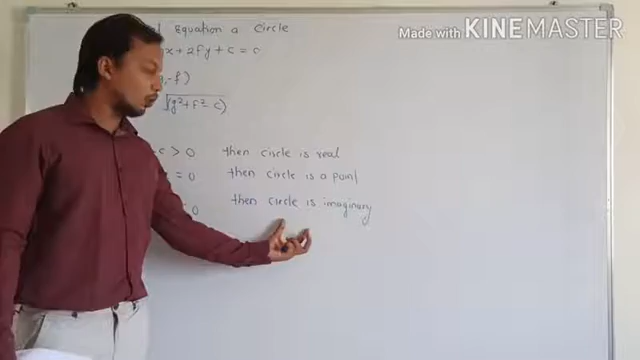 Made with KINEMASTER
Equation a Circle
x + 2fy + c = 0
, -f)
√g²+f²-c)
c > 0 then circle is real
= 0 then circle is a point
0 then circle is imaginary